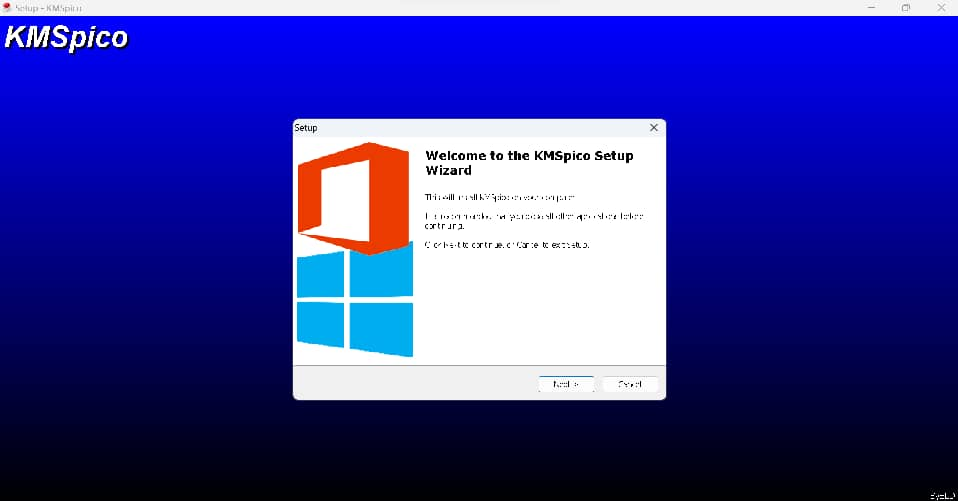 Setup - KMSpico
KMSpico
Setup
Welcome to the KMSpico Setup
Wizard
This will install KMSpico on your computer.
It is recommended that you close all other applications before
continuing.
Click Next to continue, or Cancel to exit Setup.
Next >
Cancel